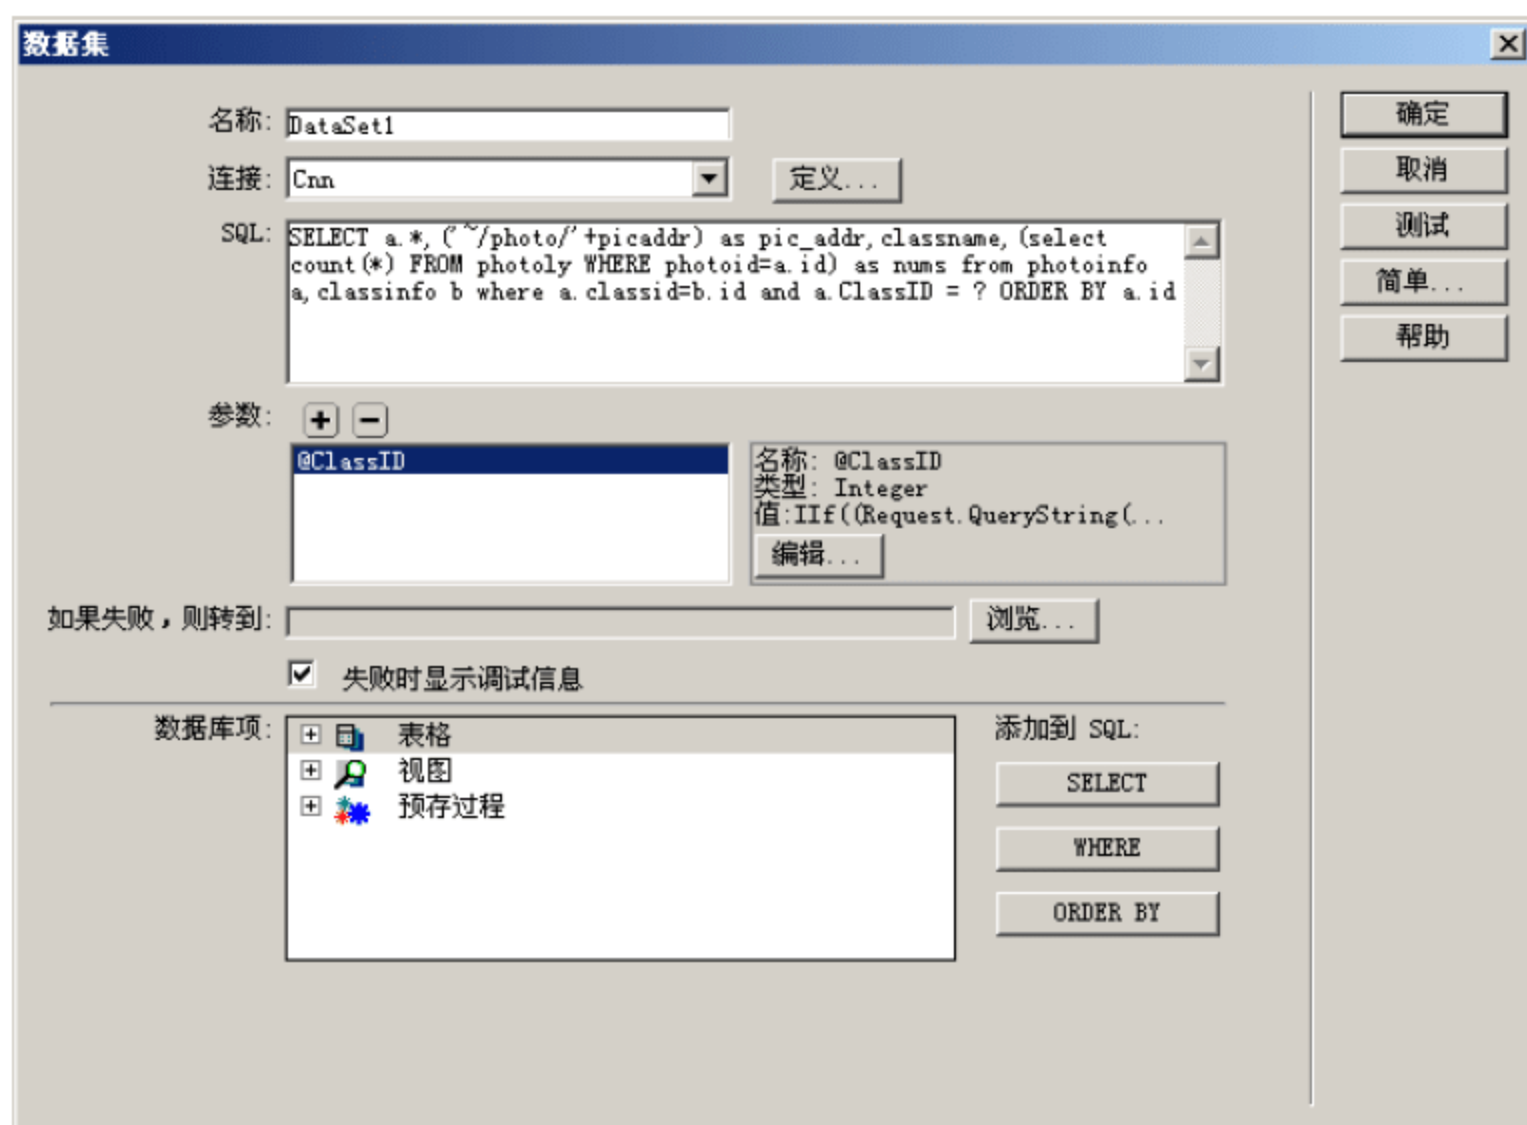 数据集
名称: DataSet1
连接: Cnn 定义...
SQL: SELECT a.*,('~/photo/'+picaddr) as pic_addr,classname,(select
count(*) FROM photoly WHERE photoid=a.id) as nums from photoinfo
a,classinfo b where a.classid=b.id and a.ClassID = ? ORDER BY a.id
参数:
@ClassID
名称: @ClassID
类型: Integer
值:IIf((Request.QueryString(...
编辑...
如果失败，则转到: 浏览...
失败时显示调试信息
数据库项:
表格
视图
预存过程
添加到 SQL:
SELECT
WHERE
ORDER BY
确定
取消
测试
简单...
帮助